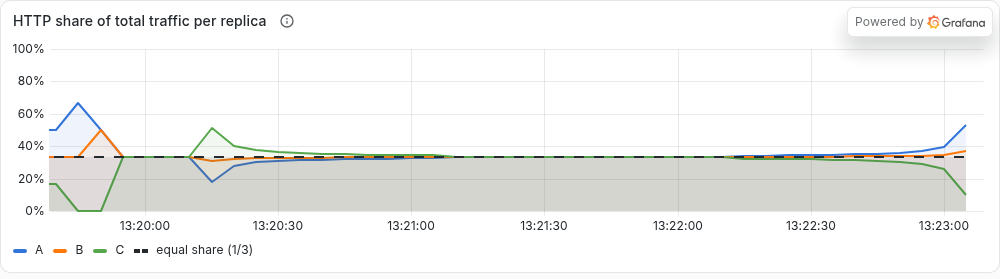 HTTP share of total traffic per replica
Powered by Grafana
100%
80%
60%
40%
20%
0%
13:20:00 13:20:30 13:21:00 13:21:30 13:22:00 13:22:30 13:23:00
A B C equal share (1/3)